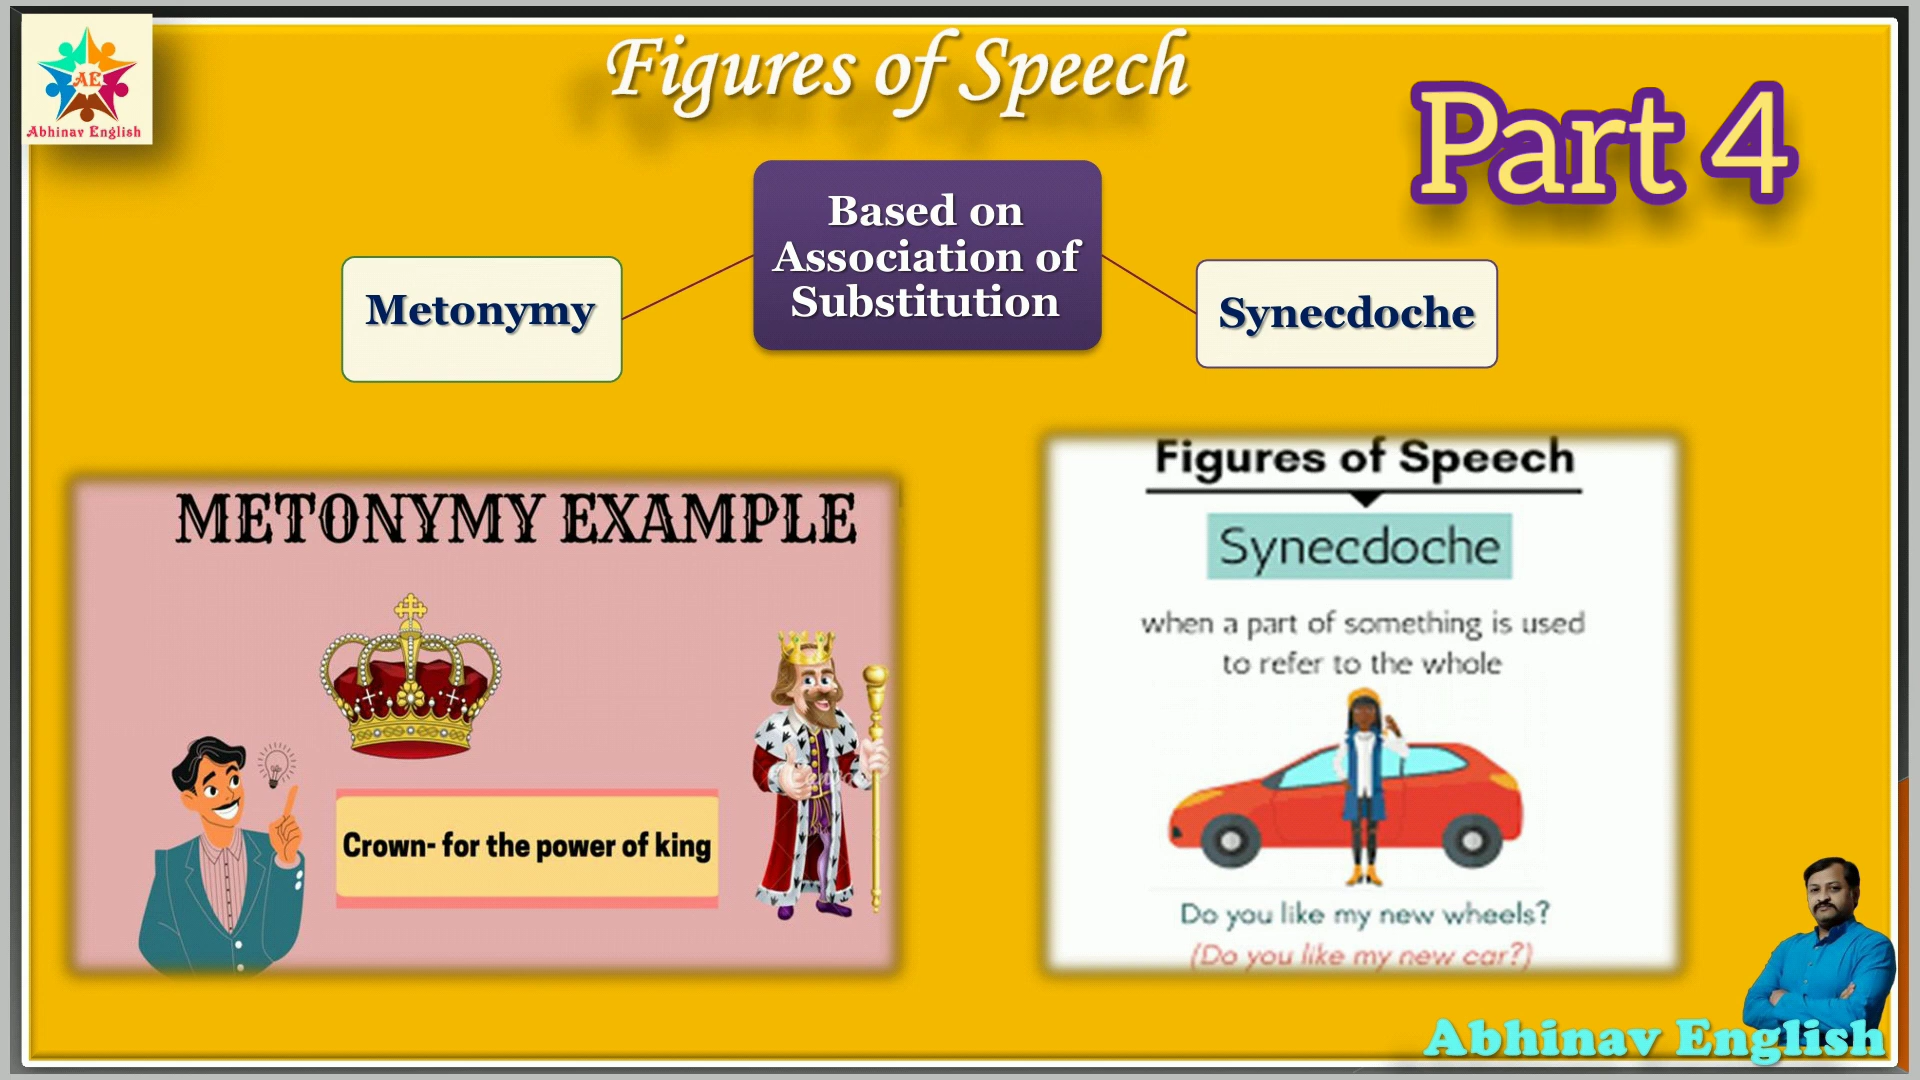 AE
Abhinav English
Figures of Speech
Part 4
Based on
Association of
Substitution
Metonymy
Synecdoche
METONYMY EXAMPLE
Crown- for the power of king
Figures of Speech
Synecdoche
when a part of something is used
to refer to the whole
Do you like my new wheels?
(Do you like my new car?)
Abhinav English